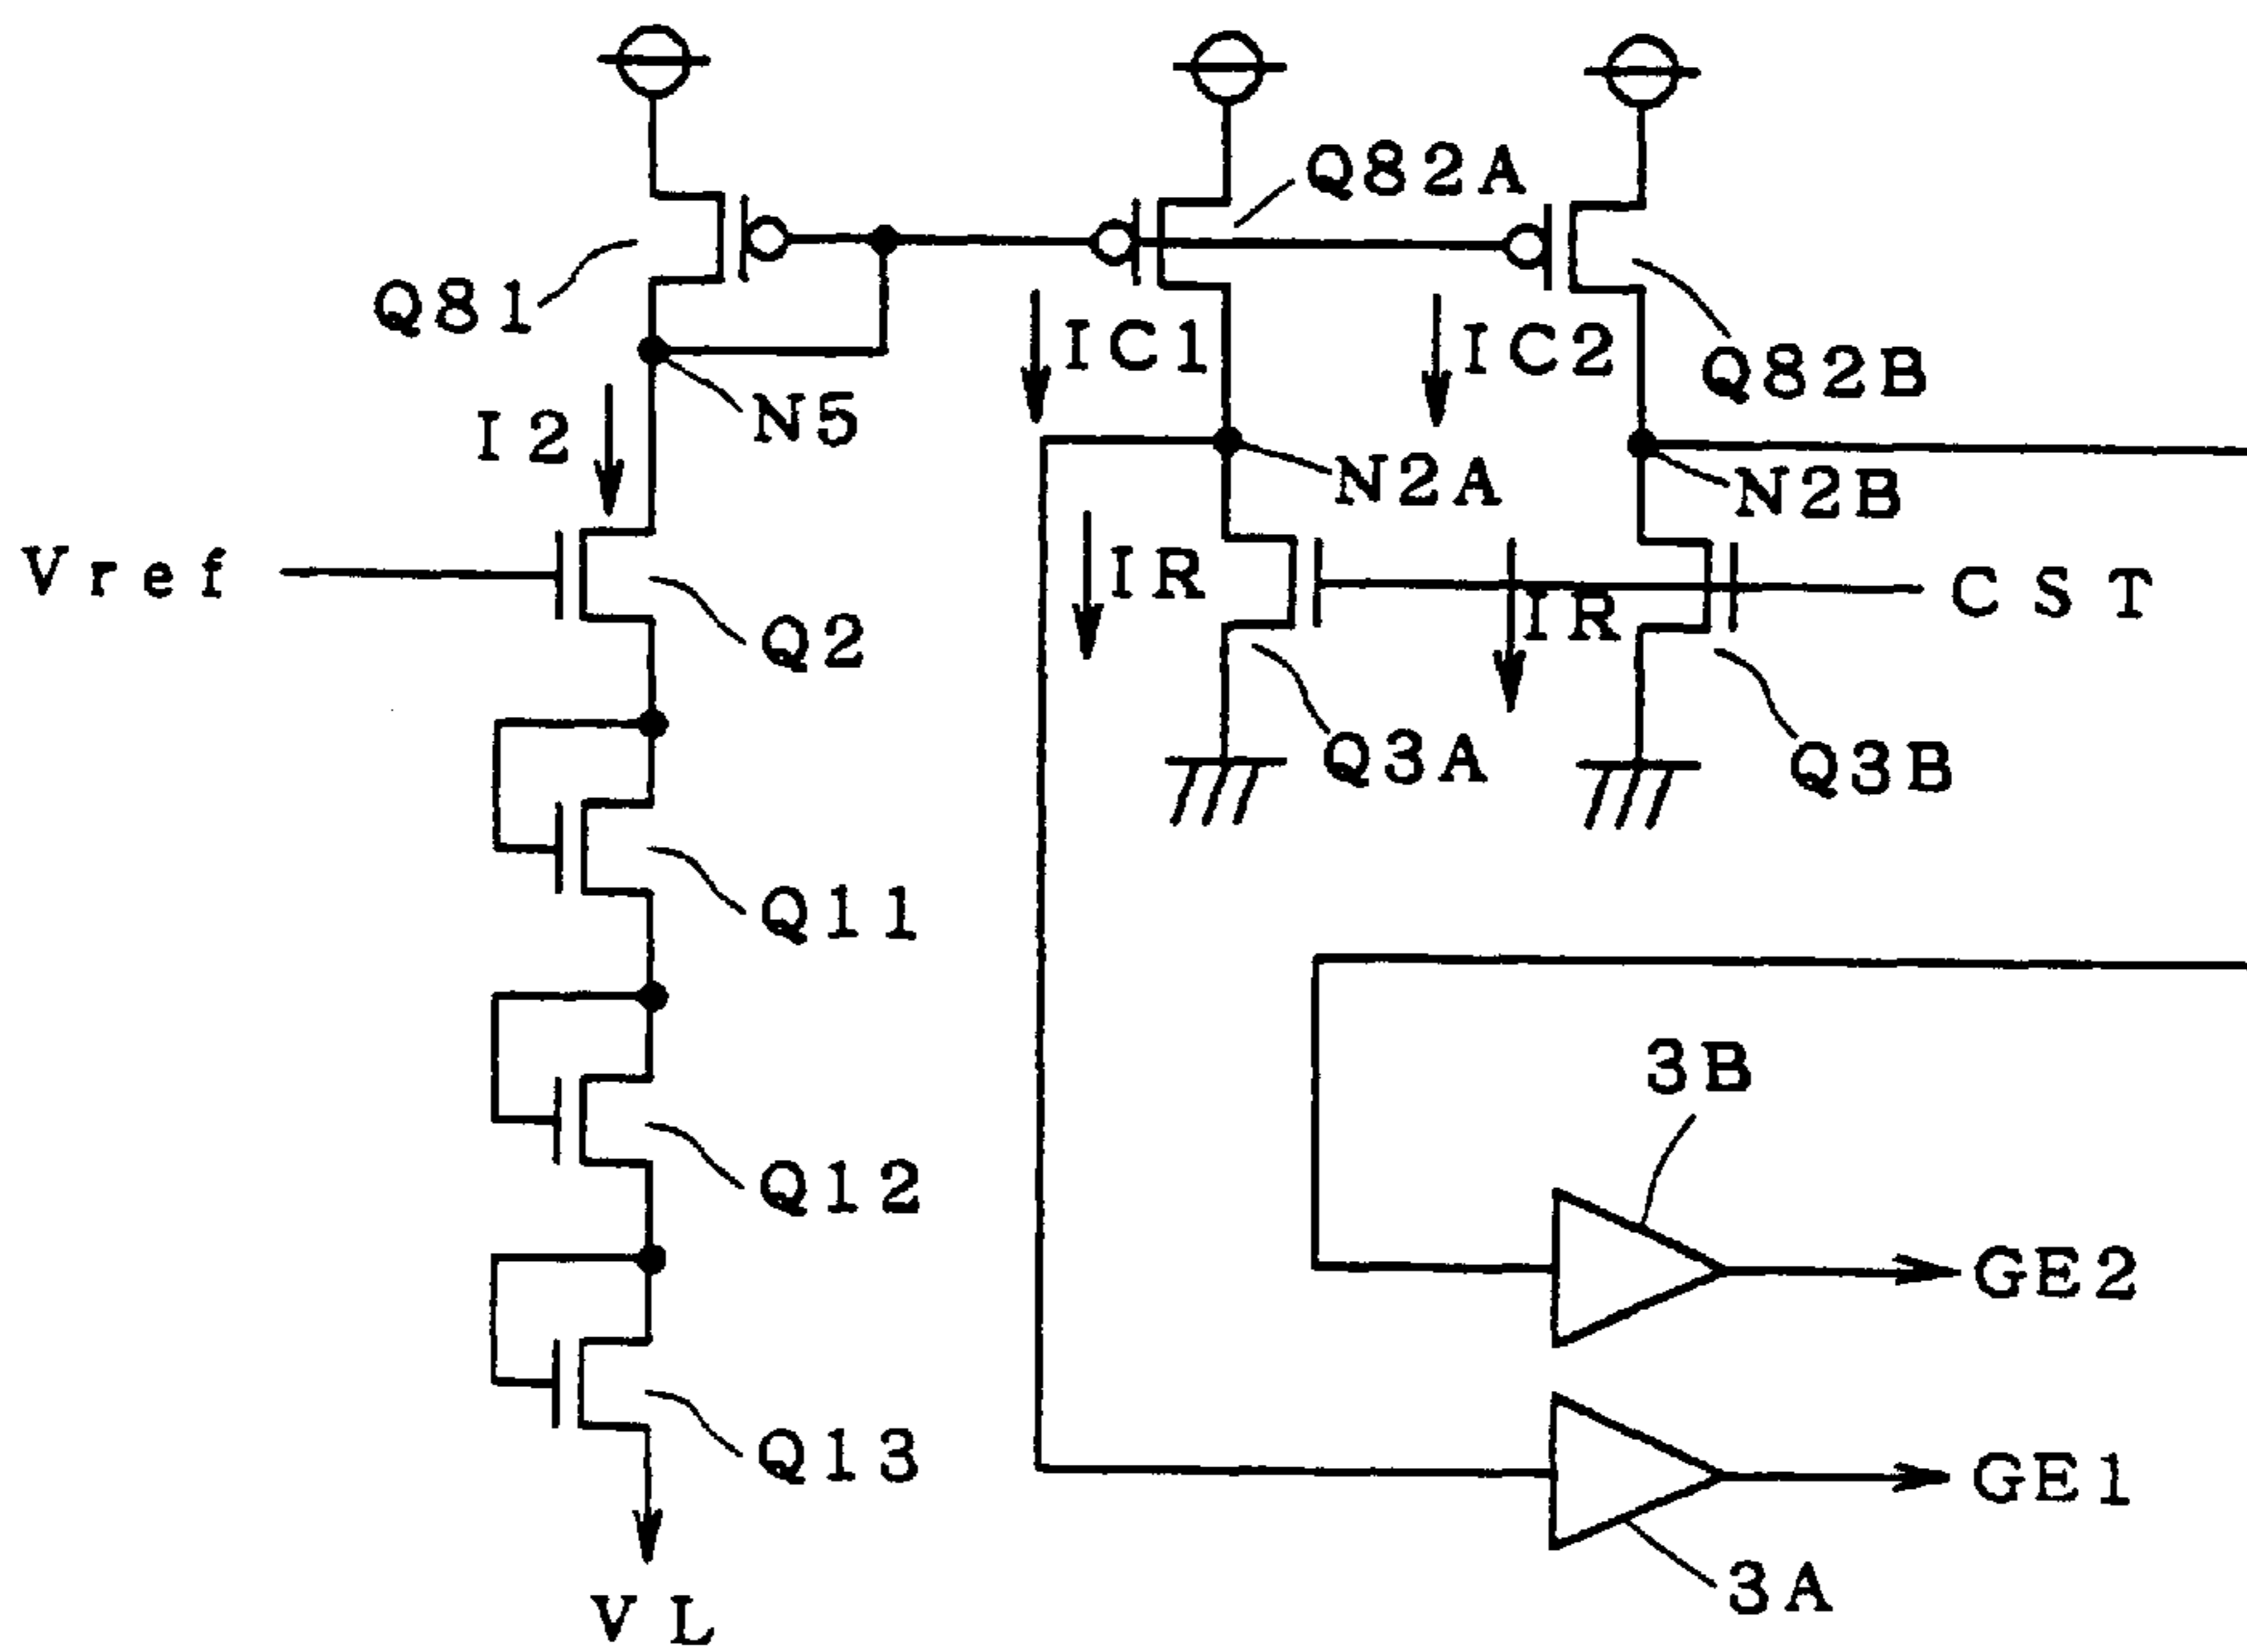 Q82A
Q81
IC1
IC2
Q82B
I2
N5
N2A
N2B
Vref
IR
IR
CST
Q2
Q3A
Q3B
Q11
3B
Q12
GE2
Q13
GE1
3A
VL